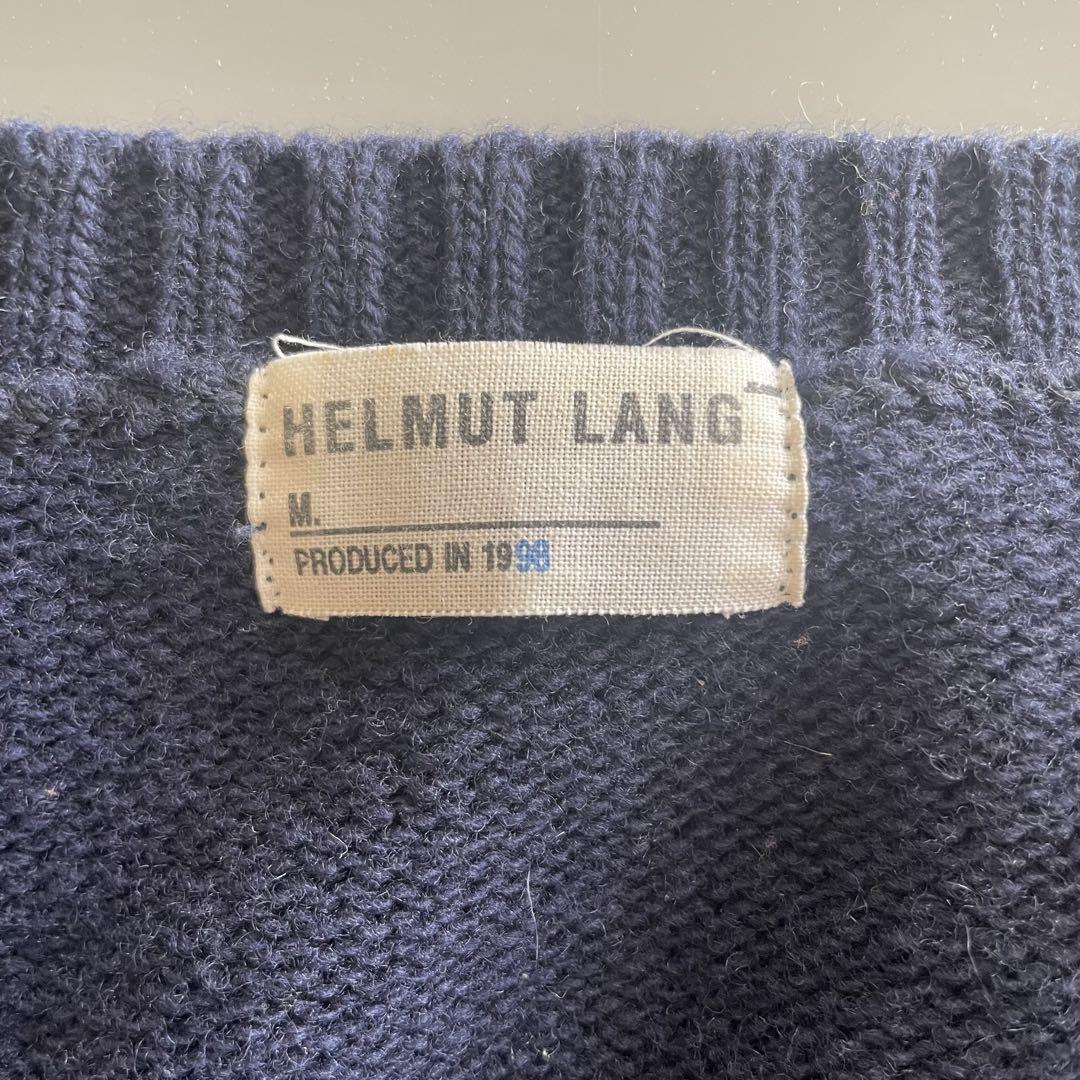 HELMUT LANG
M.
PRODUCED IN 1998